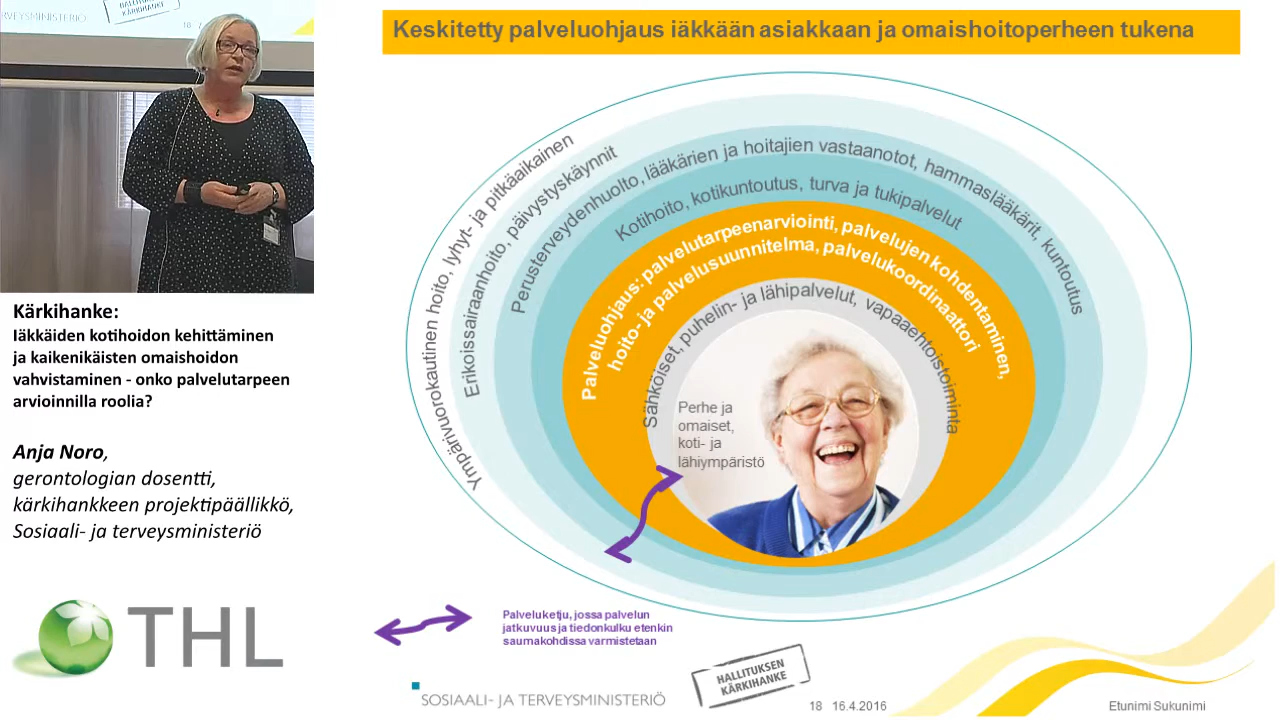 RVEYSMINISTERIÖ
HALLITUKSEN
KÄRKIHANKE
18
Kärkihanke:
Iäkkäiden kotihoidon kehittäminen
ja kaikenikäisten omaishoidon
vahvistaminen - onko palvelutarpeen
arvioinnilla roolia?
Anja Noro,
gerontologian dosentti,
kärkihankkeen projektipäällikkö,
Sosiaali- ja terveysministeriö
THL
Keskitetty palveluohjaus iäkkään asiakkaan ja omaishoitoperheen tukena
Ympärivuorokautinen hoito, lyhyt- ja pitkäaikainen
Erikoissairaanhoito, päivystyskäynnit
Perusterveydenhuolto, lääkärien ja hoitajien vastaanotot, hammaslääkärit, kuntoutus
Kotihoito, kotikuntoutus, turva ja tukipalvelut
Palveluohjaus: palvelutarpeenarviointi, palvelujen kohdentaminen,
hoito- ja palvelusuunnitelma, palvelukoordinaattori
Sähköiset, puhelin- ja lähipalvelut, vapaaehtoistoiminta
Perhe ja
omaiset,
koti- ja
lähiympäristö
Palveluketju, jossa palvelun
jatkuvuus ja tiedonkulku etenkin
saumakohdissa varmistetaan
SOSIAALI- JA TERVEYSMINISTERIÖ
HALLITUKSEN
KÄRKIHANKE
18 16.4.2016
Etunimi Sukunimi